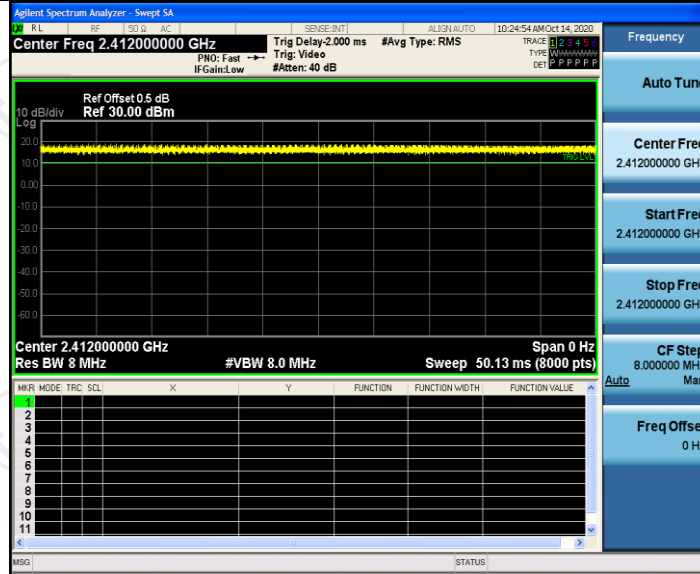 Agilent Spectrum Analyzer - Swept SA
RL RF 50 Ω AC SENSE:INT ALIGN AUTO 10:24:54 AM Oct 14, 2020
Center Freq 2.412000000 GHz
PNO: Fast
IFGain:Low
Trig Delay-2.000 ms
Trig: Video
#Atten: 40 dB
#Avg Type: RMS
TRACE 1 2 3 4 5 6
TYPE
DET P P P P P P
Ref Offset 0.5 dB
10 dB/div Ref 30.00 dBm
Log
20.0
10.0
0.00
-10.0
-20.0
-30.0
-40.0
-50.0
-60.0
TRIG LVL
Center 2.412000000 GHz Span 0 Hz
Res BW 8 MHz #VBW 8.0 MHz Sweep 50.13 ms (8000 pts)
MKR MODE TRC SCL X Y FUNCTION FUNCTION WIDTH FUNCTION VALUE
1
2
3
4
5
6
7
8
9
10
11
MSG STATUS
Frequency
Auto Tun
Center Fre
2.412000000 GH
Start Fre
2.412000000 GH
Stop Fre
2.412000000 GH
CF Ste
8.000000 MH
Auto Ma
Freq Offse
0 H